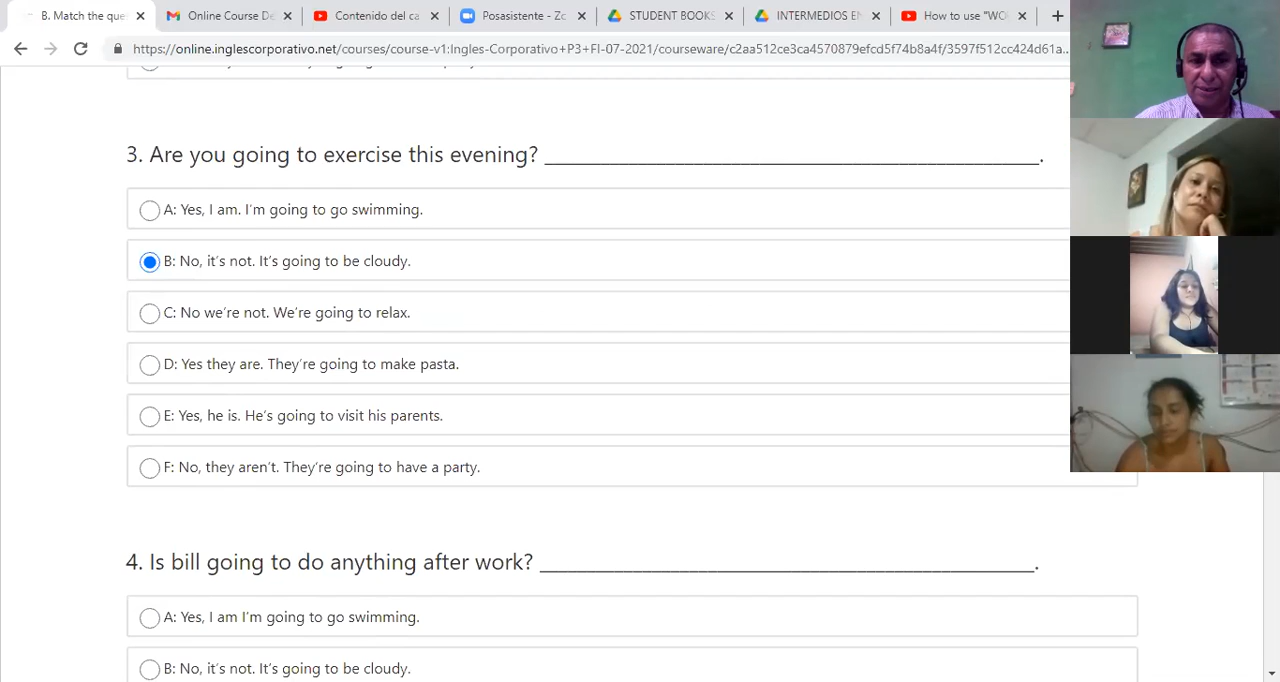 B. Match the que
Online Course De
Contenido del ca
Posasistente - Zo
STUDENT BOOKS
INTERMEDIOS EN
How to use "WO
https://online.inglescorporativo.net/courses/course-v1:Ingles-Corporativo+P3+FI-07-2021/courseware/c2aa512ce3ca4570879efcd5f74b8a4f/3597f512cc424d61a...
3. Are you going to exercise this evening? ______________________________________________.
A: Yes, I am. I'm going to go swimming.
B: No, it's not. It's going to be cloudy.
C: No we're not. We're going to relax.
D: Yes they are. They're going to make pasta.
E: Yes, he is. He's going to visit his parents.
F: No, they aren't. They're going to have a party.
4. Is bill going to do anything after work? ______________________________________________.
A: Yes, I am I'm going to go swimming.
B: No, it's not. It's going to be cloudy.